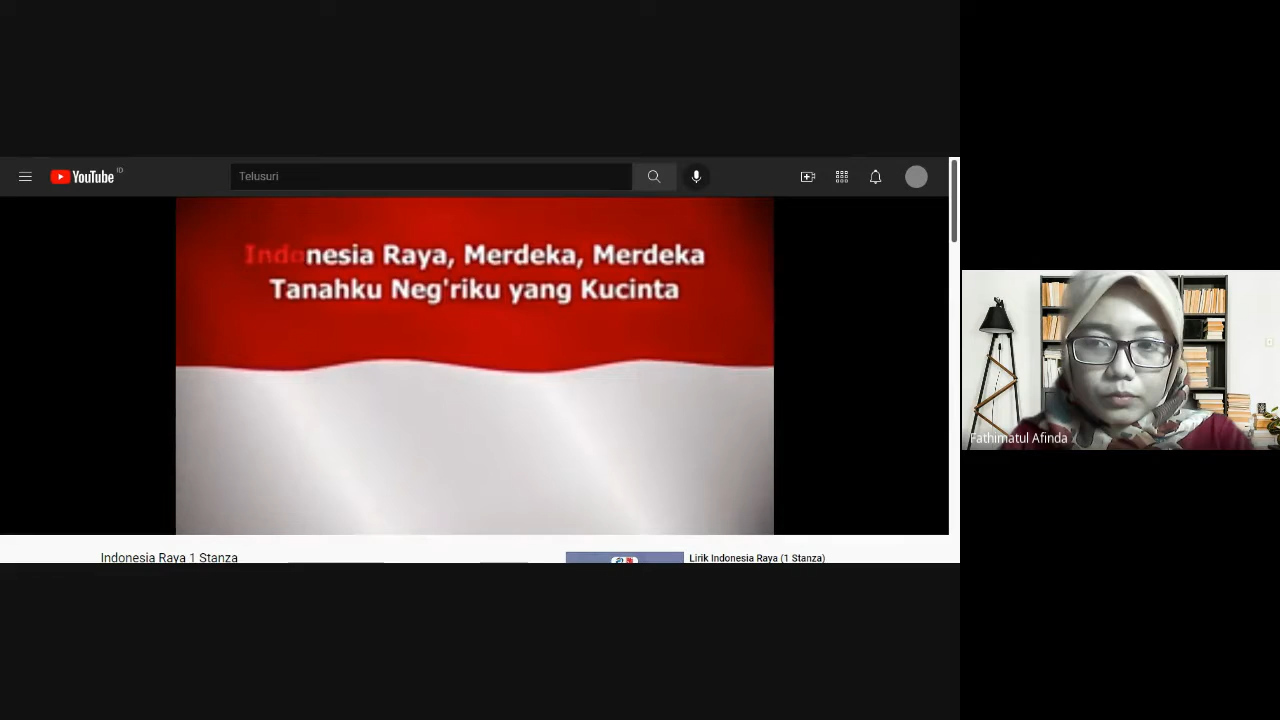 YouTube ID
Telusuri
Indonesia Raya, Merdeka, Merdeka
Tanahku Neg'riku yang Kucinta
Fathimatul Afinda
Indonesia Raya 1 Stanza
Lirik Indonesia Raya (1 Stanza)